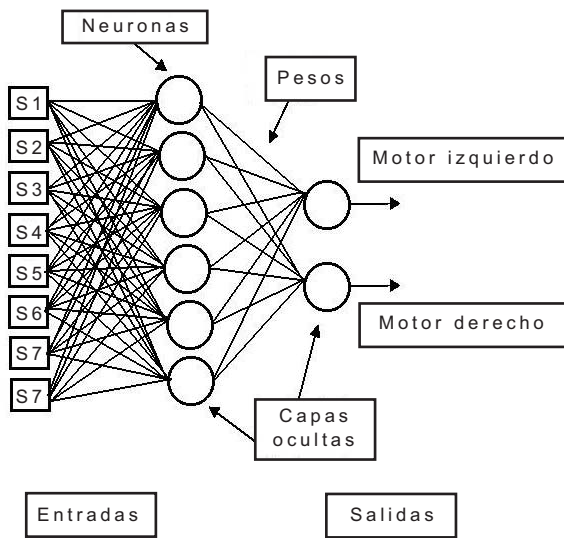 Neuronas
Pesos
S1
S2
S3
S4
S5
S6
S7
S7
Motor izquierdo
Motor derecho
Capas
ocultas
Entradas
Salidas